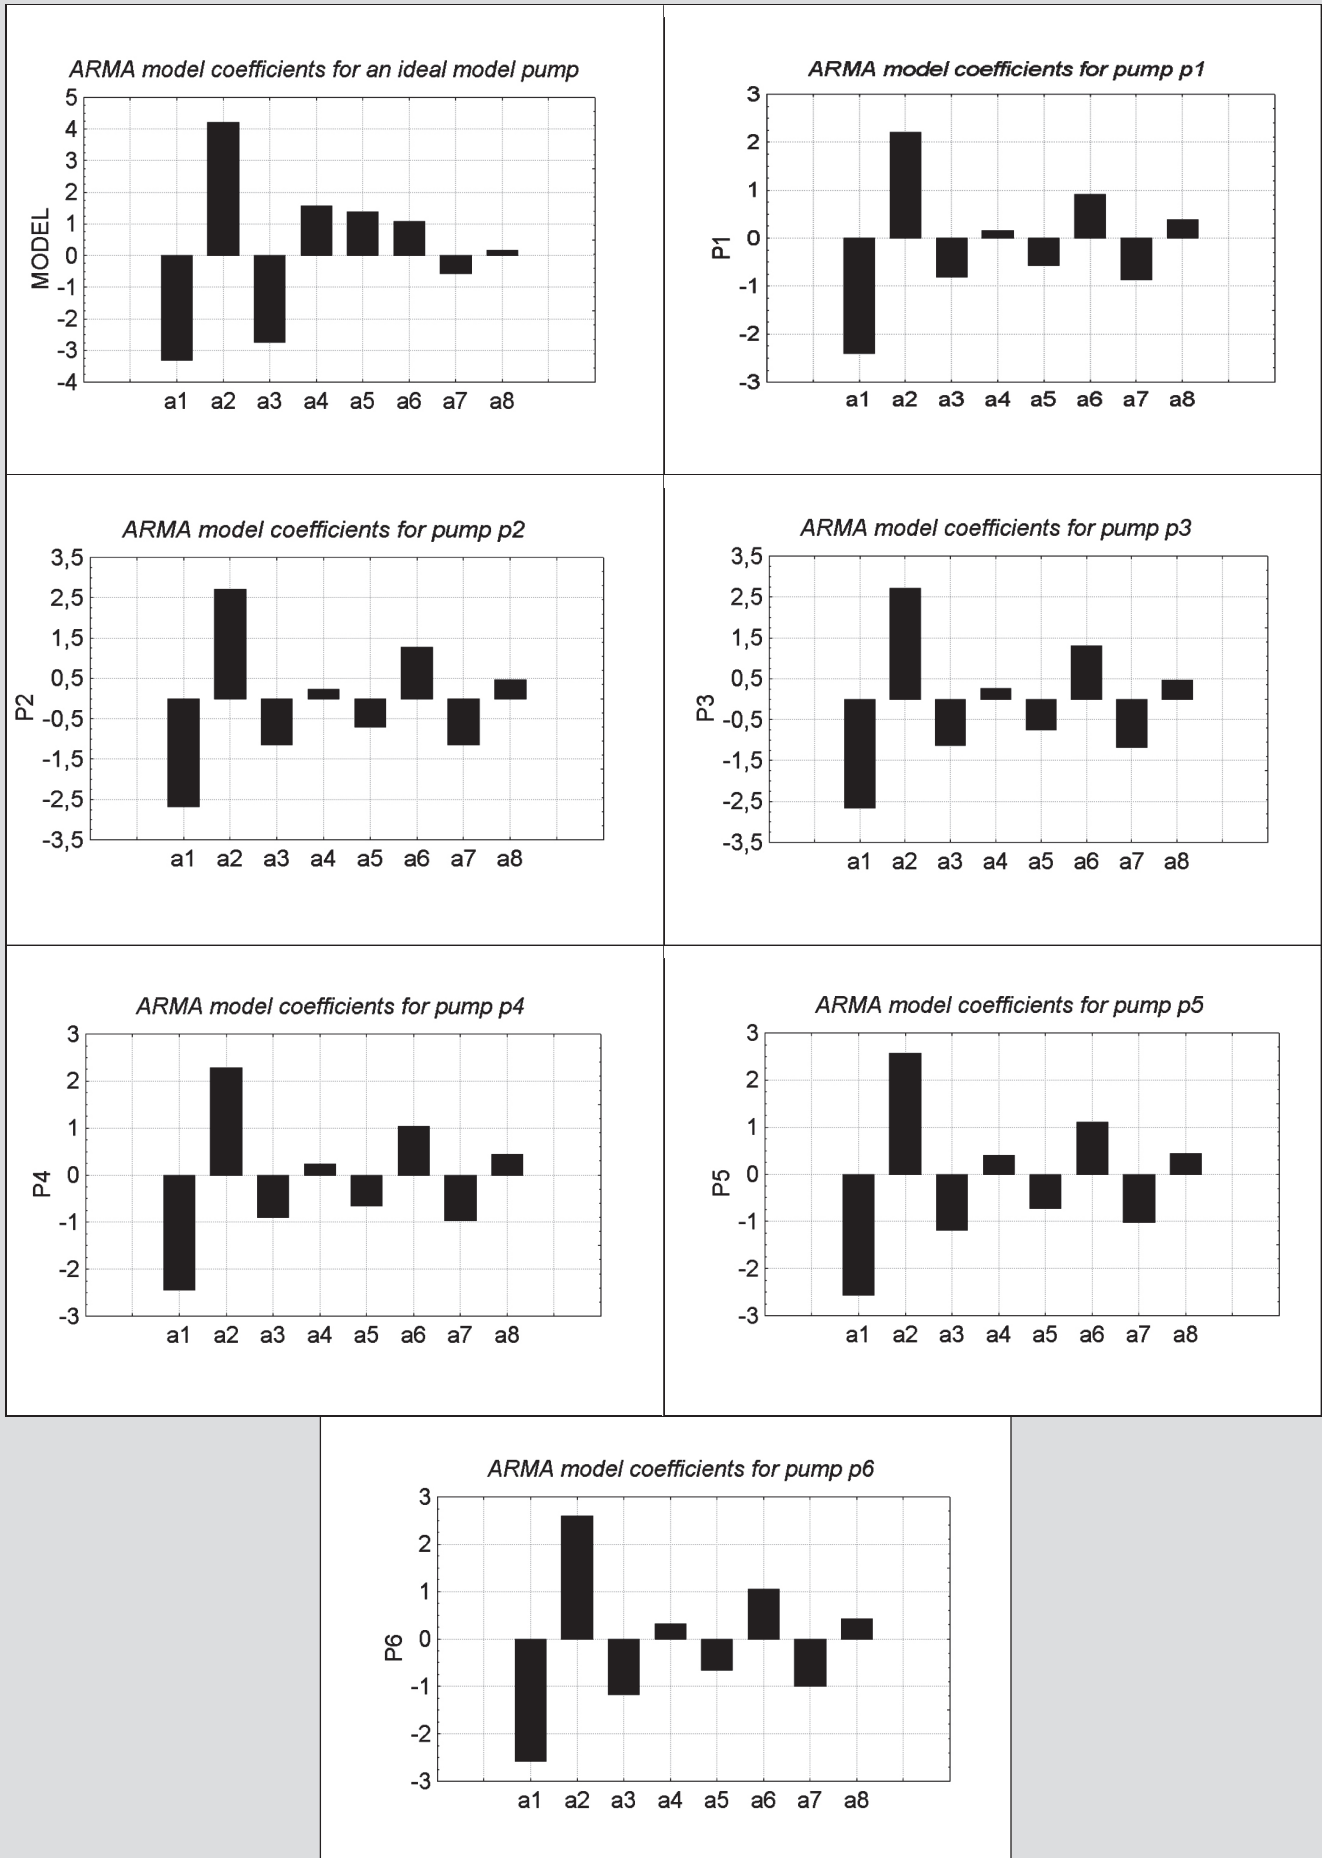 ARMA model coefficients for an ideal model pump
5
4
3
2
1
0
-1
-2
-3
-4
MODEL
a1 a2 a3 a4 a5 a6 a7 a8
ARMA model coefficients for pump p1
3
2
1
0
-1
-2
-3
P1
a1 a2 a3 a4 a5 a6 a7 a8
ARMA model coefficients for pump p2
3,5
2,5
1,5
0,5
-0,5
-1,5
-2,5
-3,5
P2
a1 a2 a3 a4 a5 a6 a7 a8
ARMA model coefficients for pump p3
3,5
2,5
1,5
0,5
-0,5
-1,5
-2,5
-3,5
P3
a1 a2 a3 a4 a5 a6 a7 a8
ARMA model coefficients for pump p4
3
2
1
0
-1
-2
-3
P4
a1 a2 a3 a4 a5 a6 a7 a8
ARMA model coefficients for pump p5
3
2
1
0
-1
-2
-3
P5
a1 a2 a3 a4 a5 a6 a7 a8
ARMA model coefficients for pump p6
3
2
1
0
-1
-2
-3
P6
a1 a2 a3 a4 a5 a6 a7 a8